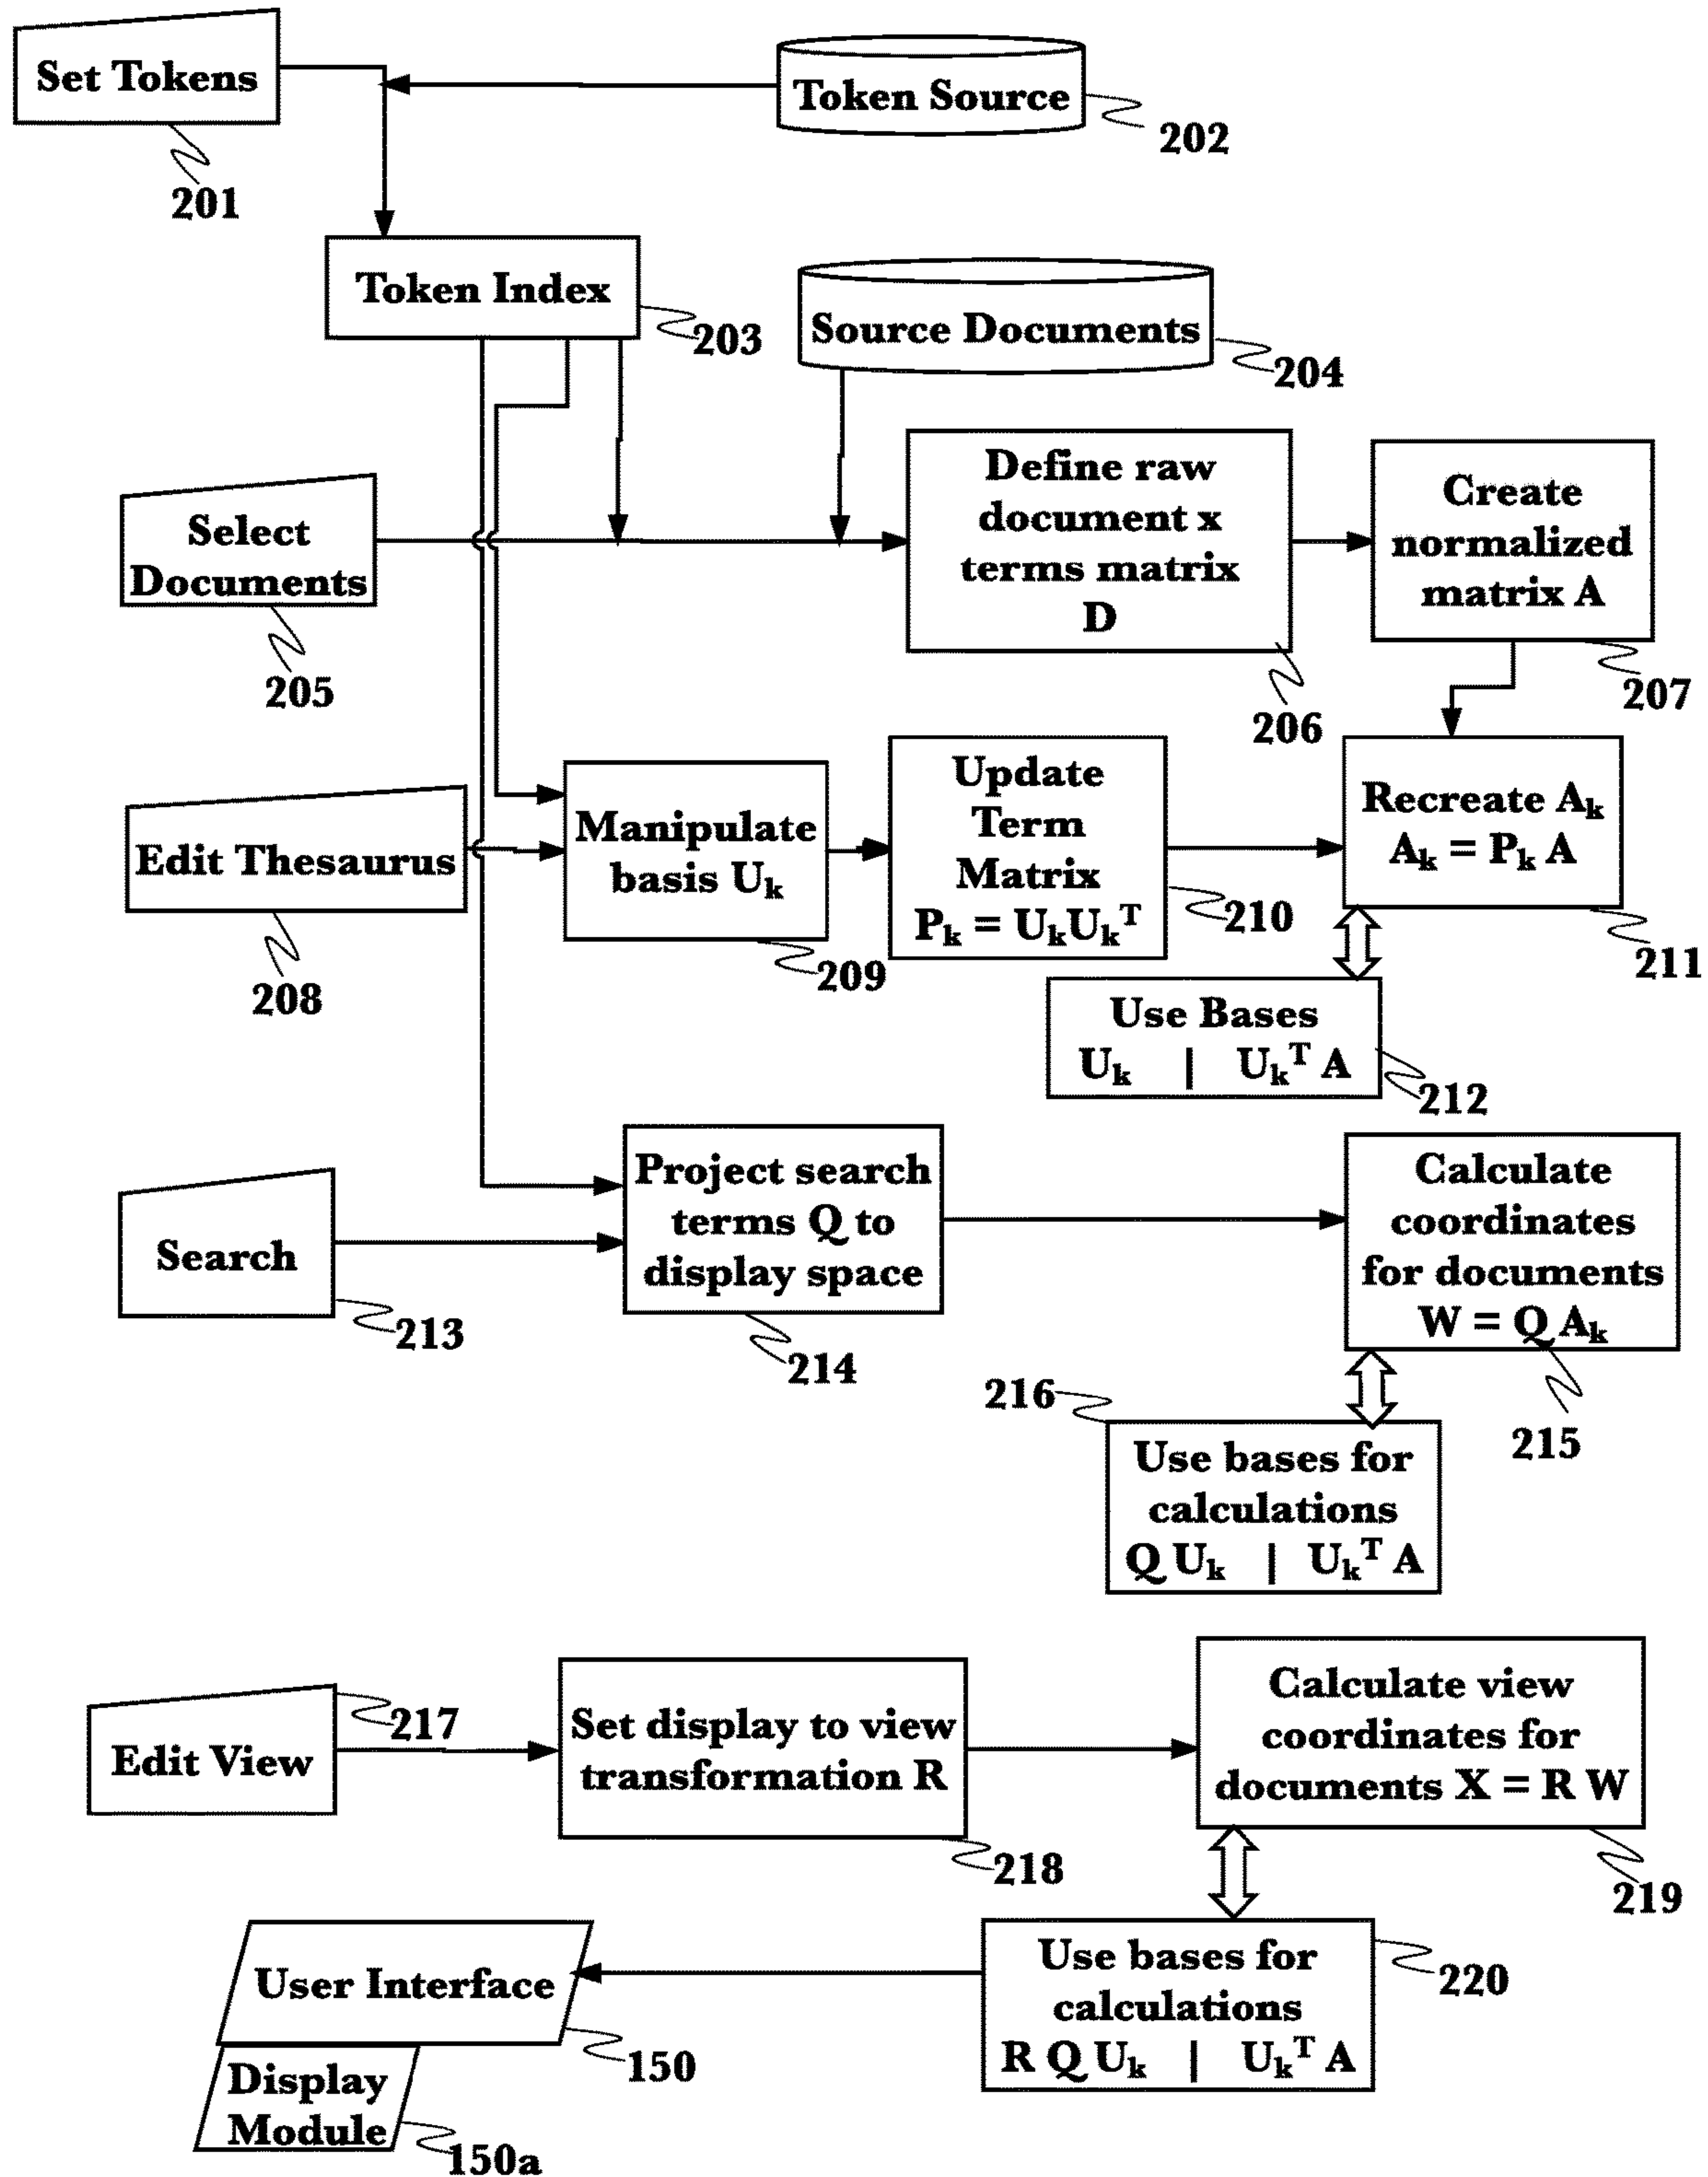 Set Tokens
201
Token Source
202
Token Index
203
Source Documents
204
Select
Documents
205
Define raw
document x
terms matrix
D
206
Create
normalized
matrix A
207
Edit Thesaurus
208
Manipulate
basis Uₖ
209
Update
Term
Matrix
Pₖ = UₖUₖᵀ
210
Recreate Aₖ
Aₖ = Pₖ A
211
Use Bases
Uₖ | Uₖᵀ A
212
Search
213
Project search
terms Q to
display space
214
Calculate
coordinates
for documents
W = Q Aₖ
215
216
Use bases for
calculations
Q Uₖ | Uₖᵀ A
Edit View
217
Set display to view
transformation R
218
Calculate view
coordinates for
documents X = R W
219
Use bases for
calculations
R Q Uₖ | Uₖᵀ A
220
User Interface
150
Display
Module
150a